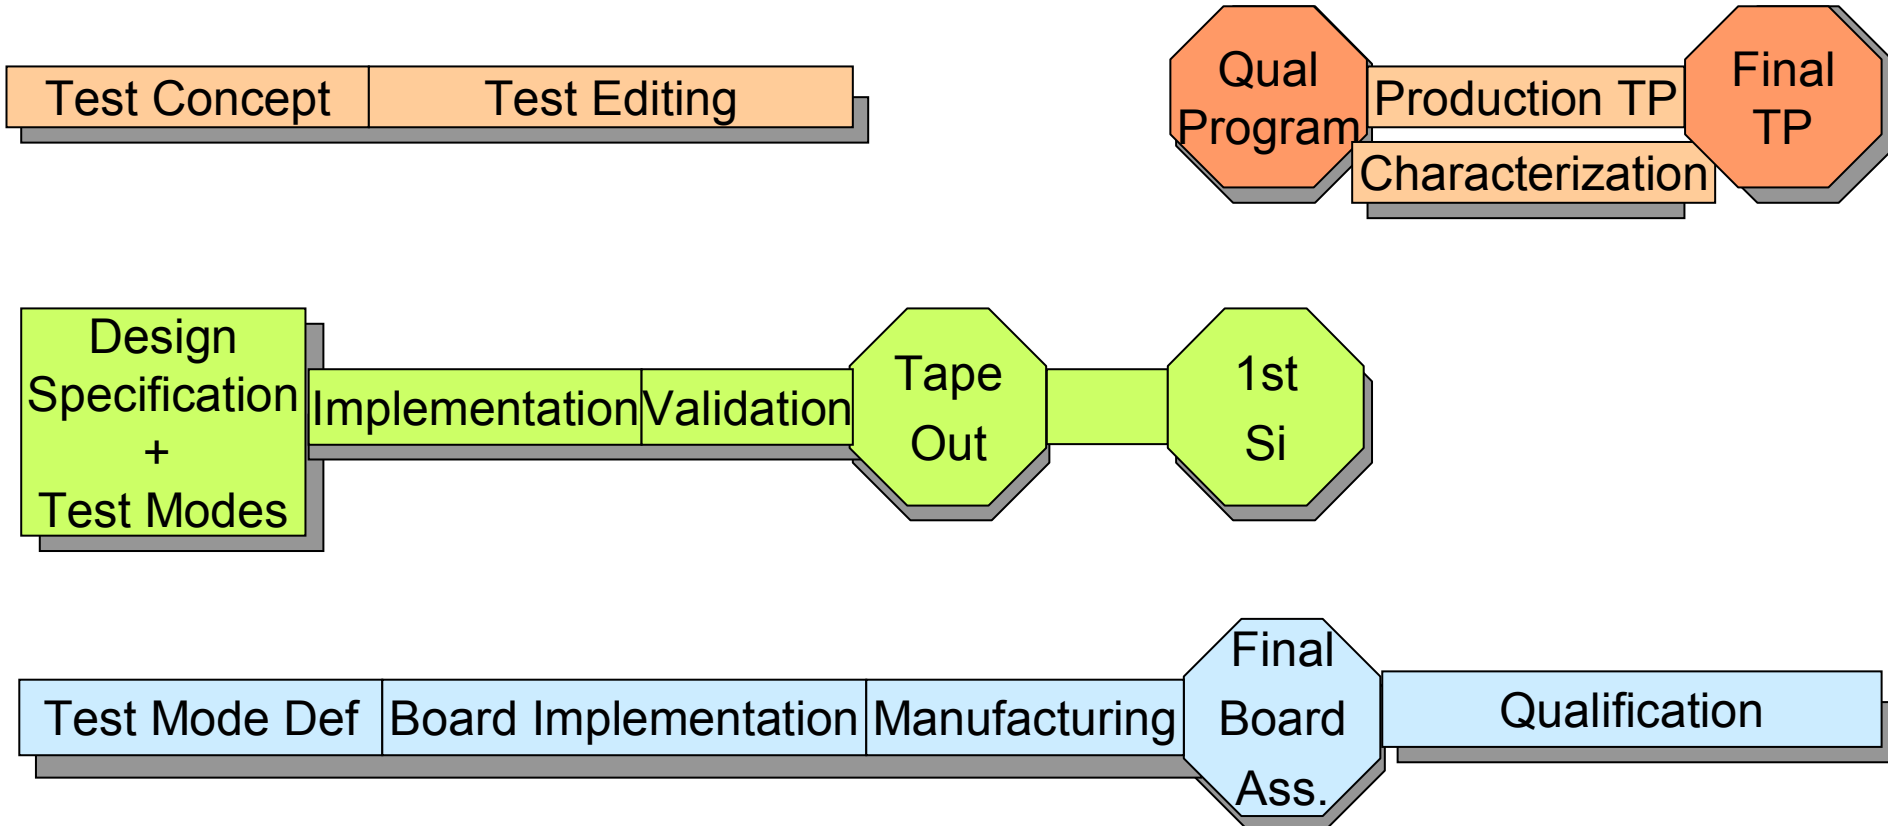 Test Concept
Test Editing
Qual
Program
Production TP
Characterization
Final
TP
Design
Specification
+
Test Modes
Implementation
Validation
Tape
Out
1st
Si
Test Mode Def
Board Implementation
Manufacturing
Final
Board
Ass.
Qualification